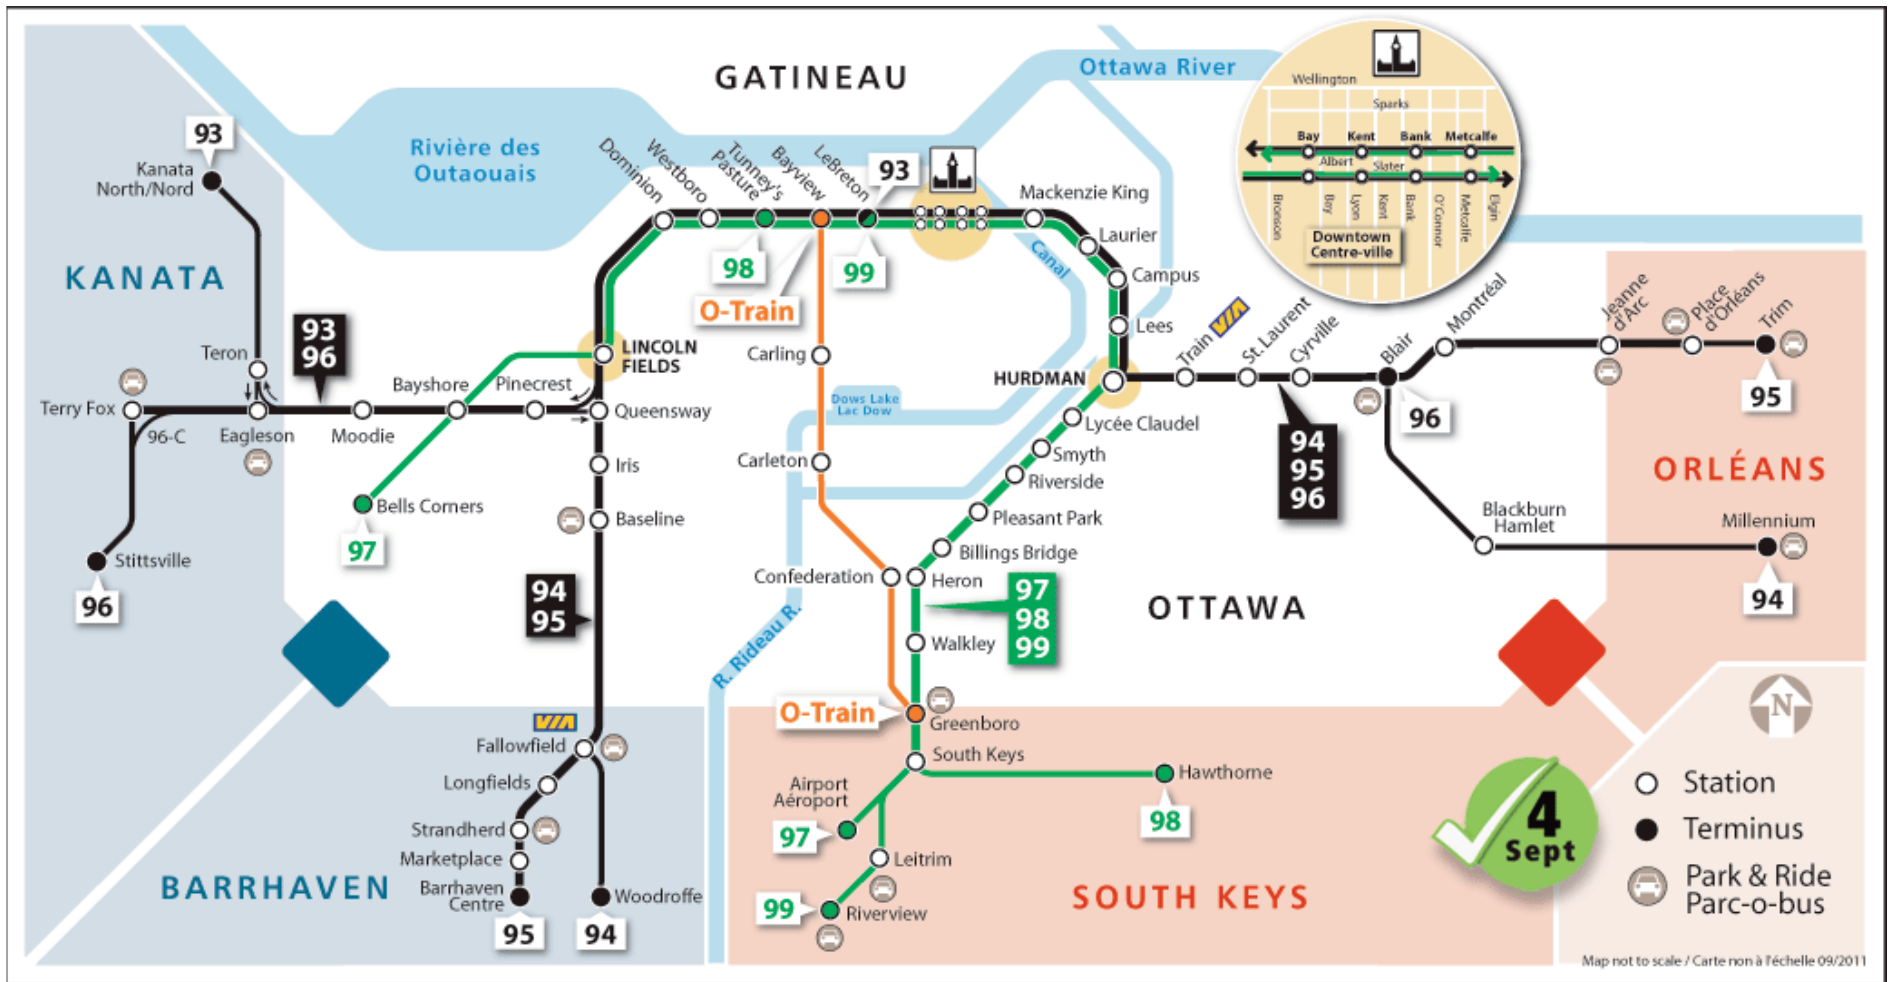 GATINEAU
Ottawa River
Rivière des
Outaouais
93
Kanata
North/Nord
KANATA
93
96
Teron
Terry Fox
96-C
Eagleson
Moodie
Bayshore
Pinecrest
Queensway
LINCOLN
FIELDS
Stittsville
96
Bells Corners
97
Iris
Baseline
94
95
VIA
Fallowfield
Longfields
Strandherd
Marketplace
Barrhaven
Centre
95
Woodroffe
94
BARRHAVEN
Dominion
Westboro
Tunney's
Pasture
98
Bayview
O-Train
LeBreton
93
99
Mackenzie King
Laurier
Campus
Lees
Canal
HURDMAN
Carling
Dows Lake
Lac Dow
Carleton
Confederation
R. Rideau R.
Lycée Claudel
Smyth
Riverside
Pleasant Park
Billings Bridge
Heron
97
98
99
Walkley
O-Train
Greenboro
South Keys
Airport
Aéroport
97
Hawthorne
98
Leitrim
99
Riverview
SOUTH KEYS
OTTAWA
Train
VIA
St. Laurent
Cyrville
Blair
96
94
95
96
Montréal
Jeanne
d'Arc
Place
d'Orléans
Trim
95
ORLÉANS
Blackburn
Hamlet
Millennium
94
Wellington
Sparks
Bay
Kent
Bank
Metcalfe
Albert
Slater
Bronson
Bay
Lyon
Kent
Bank
O'Connor
Metcalfe
Elgin
Downtown
Centre-ville
N
4
Sept
Station
Terminus
Park & Ride
Parc-o-bus
Map not to scale / Carte non à l'échelle 09/2011